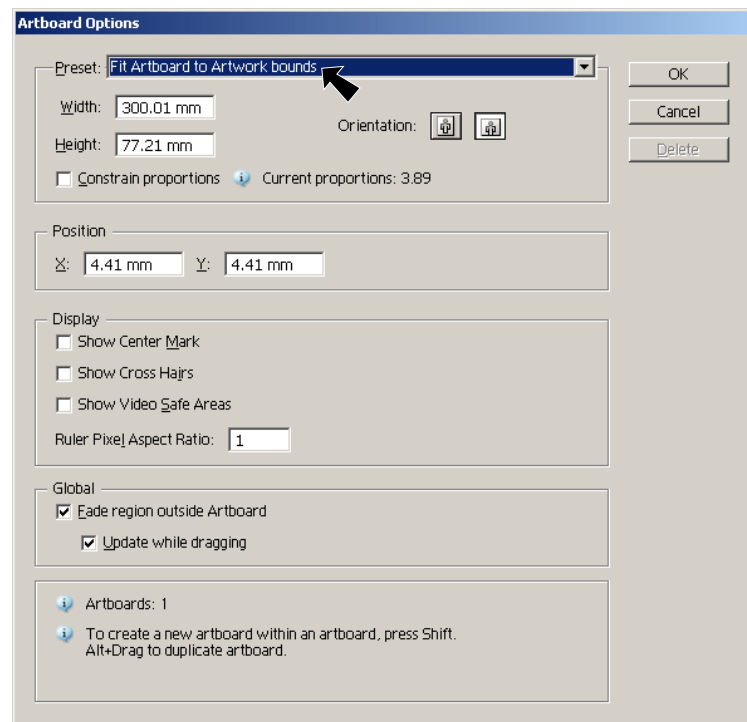 Artboard Options
Preset: Fit Artboard to Artwork bounds
OK
Width: 300.01 mm
Orientation:
Cancel
Height: 77.21 mm
Delete
Constrain proportions Current proportions: 3.89
Position
X: 4.41 mm Y: 4.41 mm
Display
Show Center Mark
Show Cross Hairs
Show Video Safe Areas
Ruler Pixel Aspect Ratio: 1
Global
Fade region outside Artboard
Update while dragging
Artboards: 1
To create a new artboard within an artboard, press Shift.
Alt+Drag to duplicate artboard.